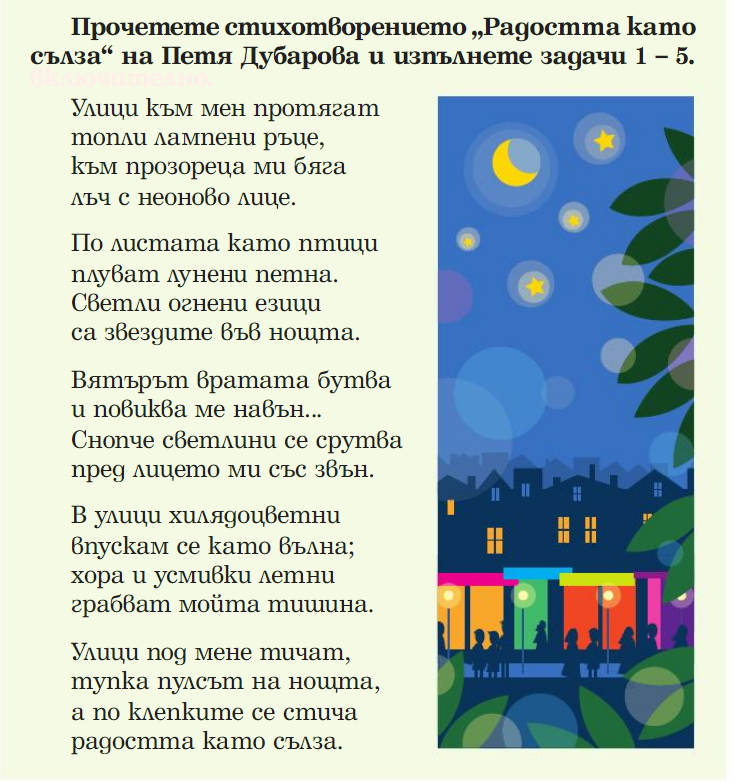 Прочетете стихотворението „Радостта като
сълза“ на Петя Дубарова и изпълнете задачи 1 – 5.
включително.
Улици към мен протягат
топли лампени ръце,
към прозореца ми бяга
лъч с неоново лице.
По листата като птици
плуват лунени петна.
Светли огнени езици
са звездите във нощта.
Вятърът вратата бутва
и повиква ме навън...
Снопче светлини се срутва
пред лицето ми със звън.
В улици хилядоцветни
впускам се като вълна;
хора и усмивки летни
грабват мойта тишина.
Улици под мене тичат,
тупка пулсът на нощта,
а по клепките се стича
радостта като сълза.